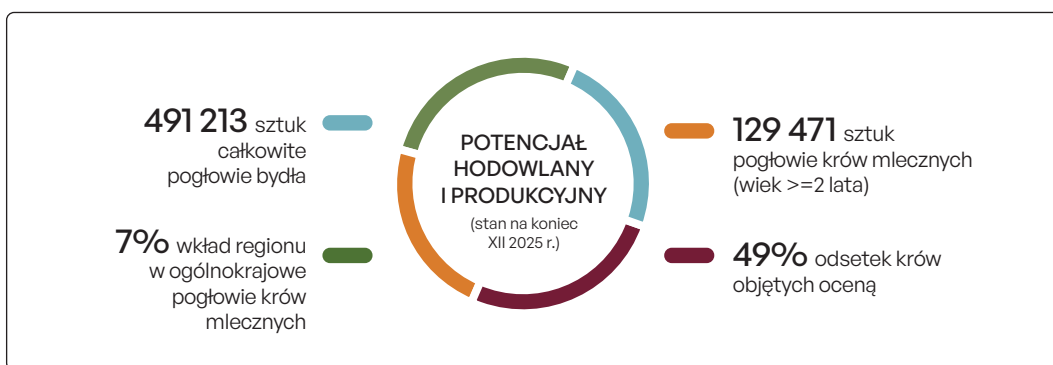 491 213 sztuk
całkowite
pogłowie bydła
7% wkład regionu
w ogólnokrajowe
pogłowie krów
mlecznych
POTENCJAŁ
HODOWLANY
I PRODUKCYJNY
(stan na koniec
XII 2025 r.)
129 471 sztuk
pogłowie krów mlecznych
(wiek >=2 lata)
49% odsetek krów
objętych oceną